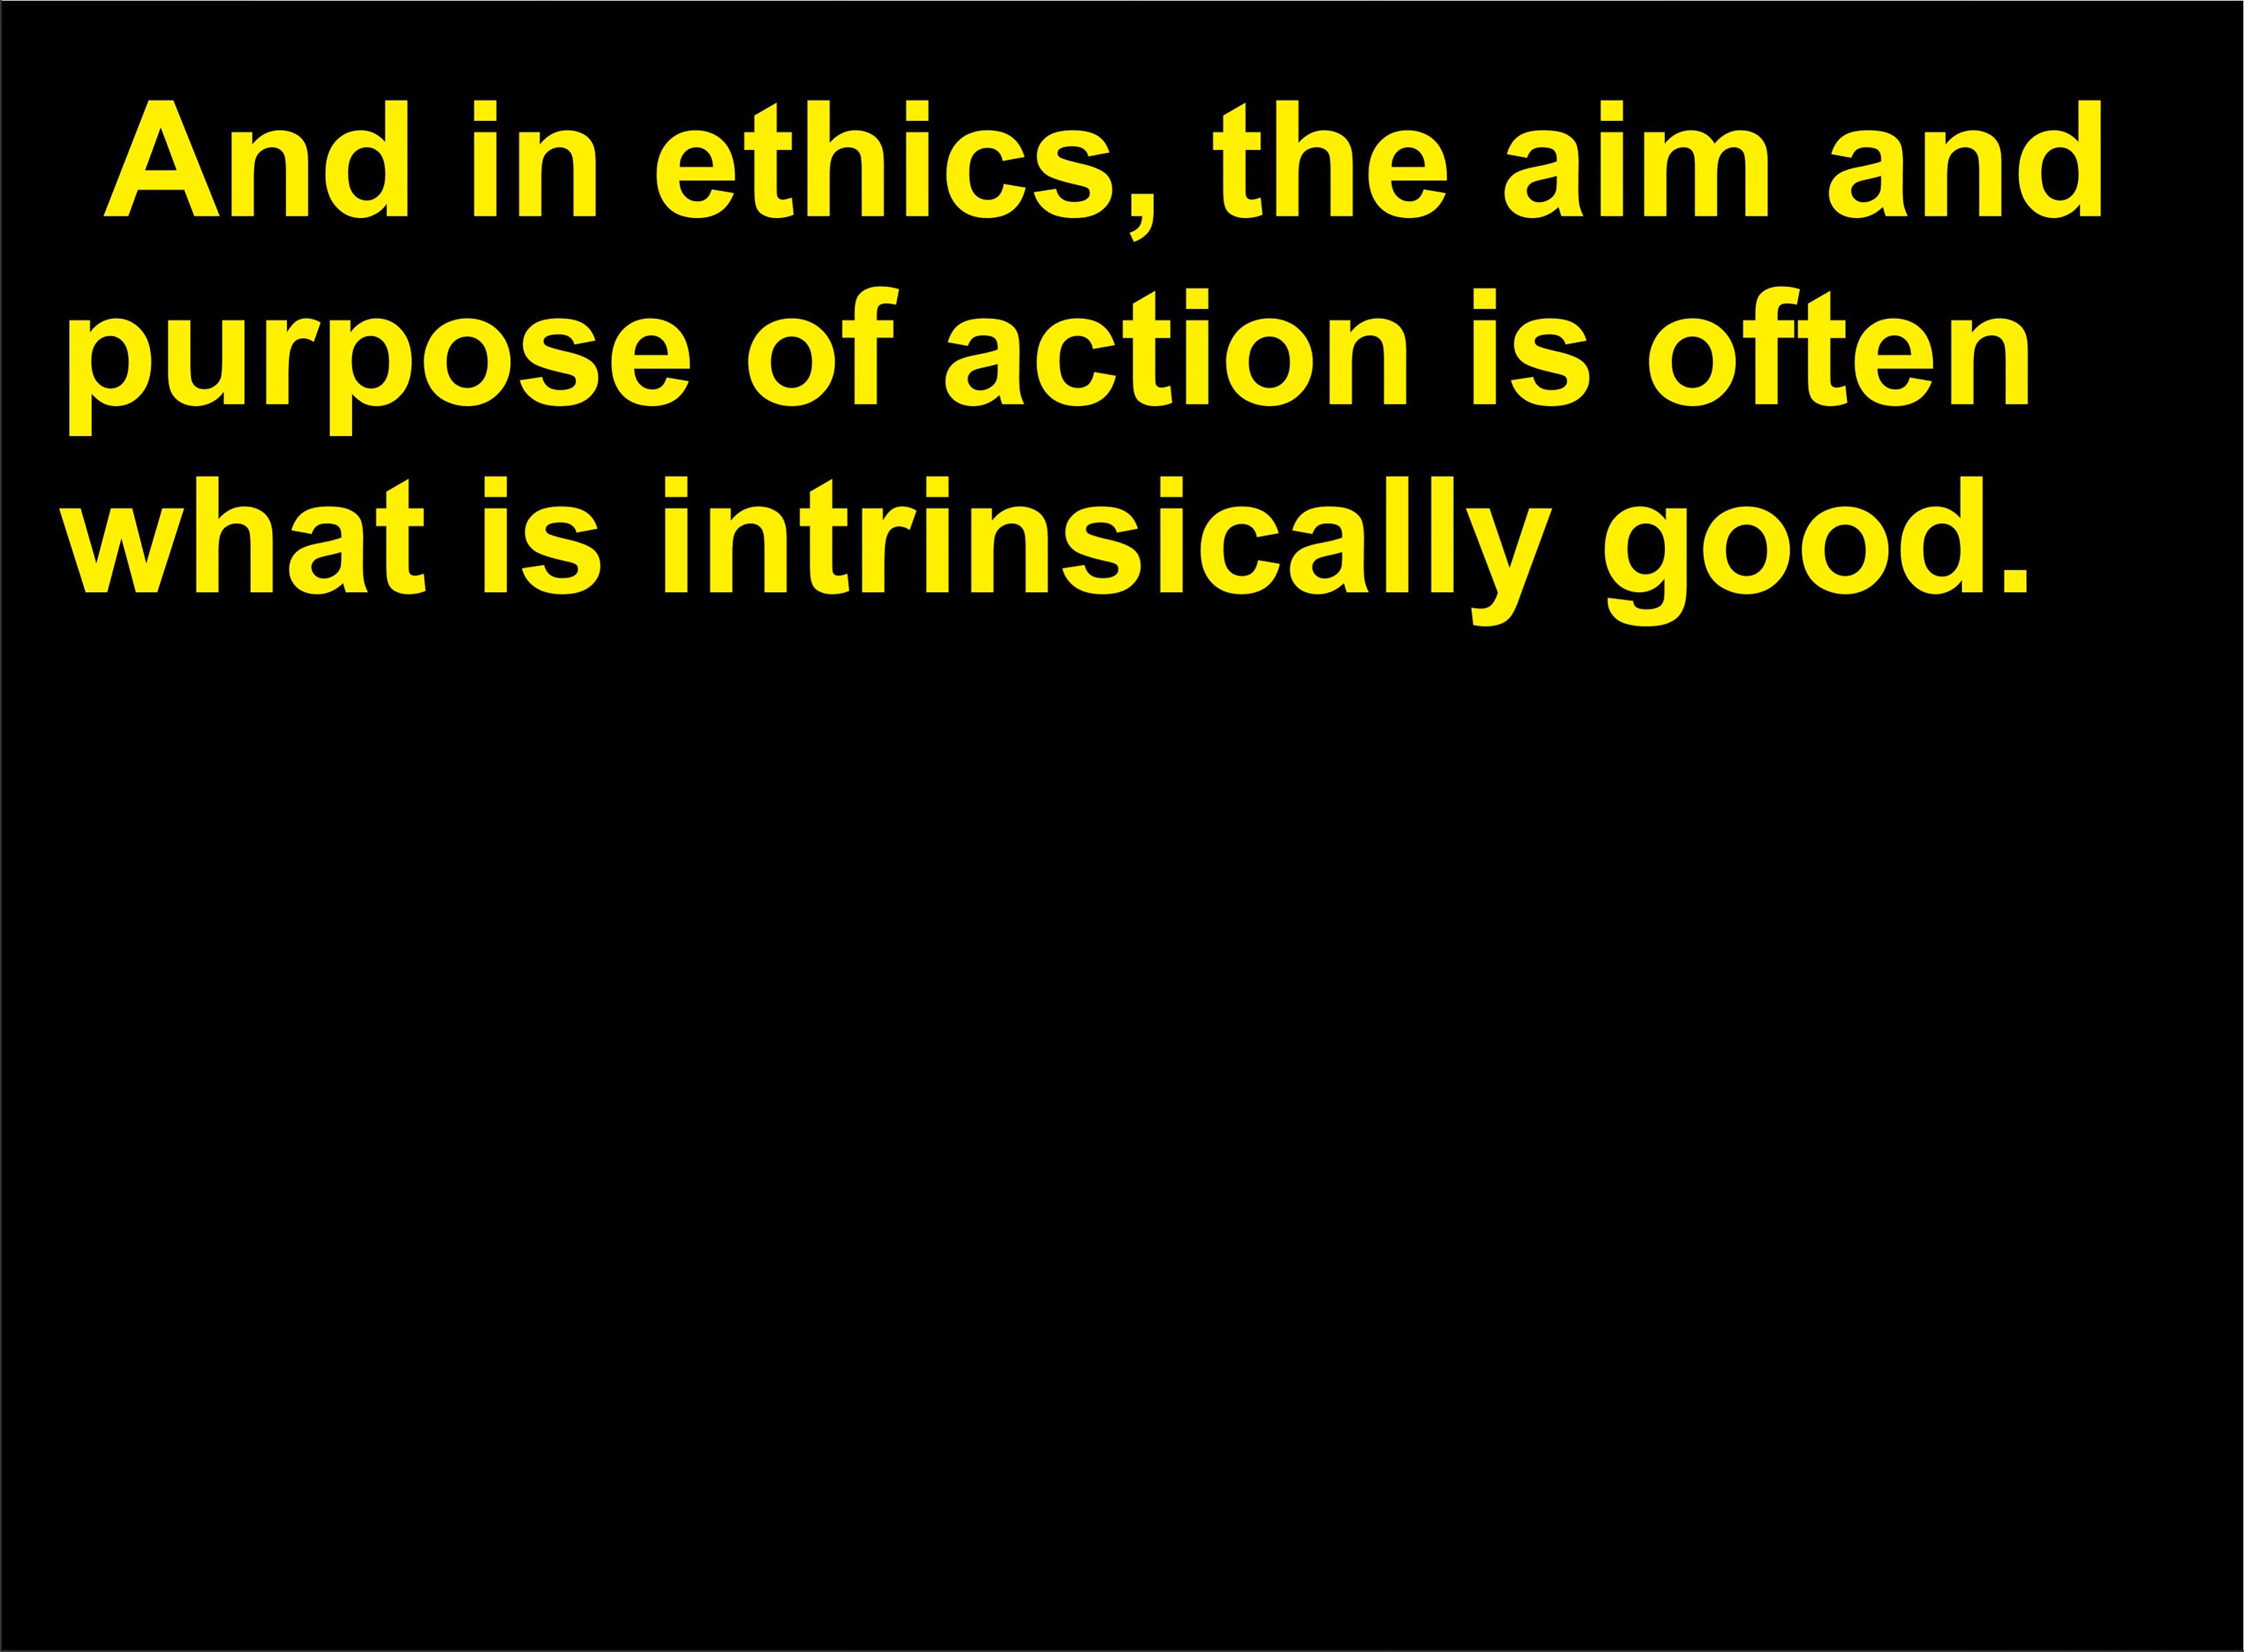 And in ethics, the aim and
purpose of action is often
what is intrinsically good.